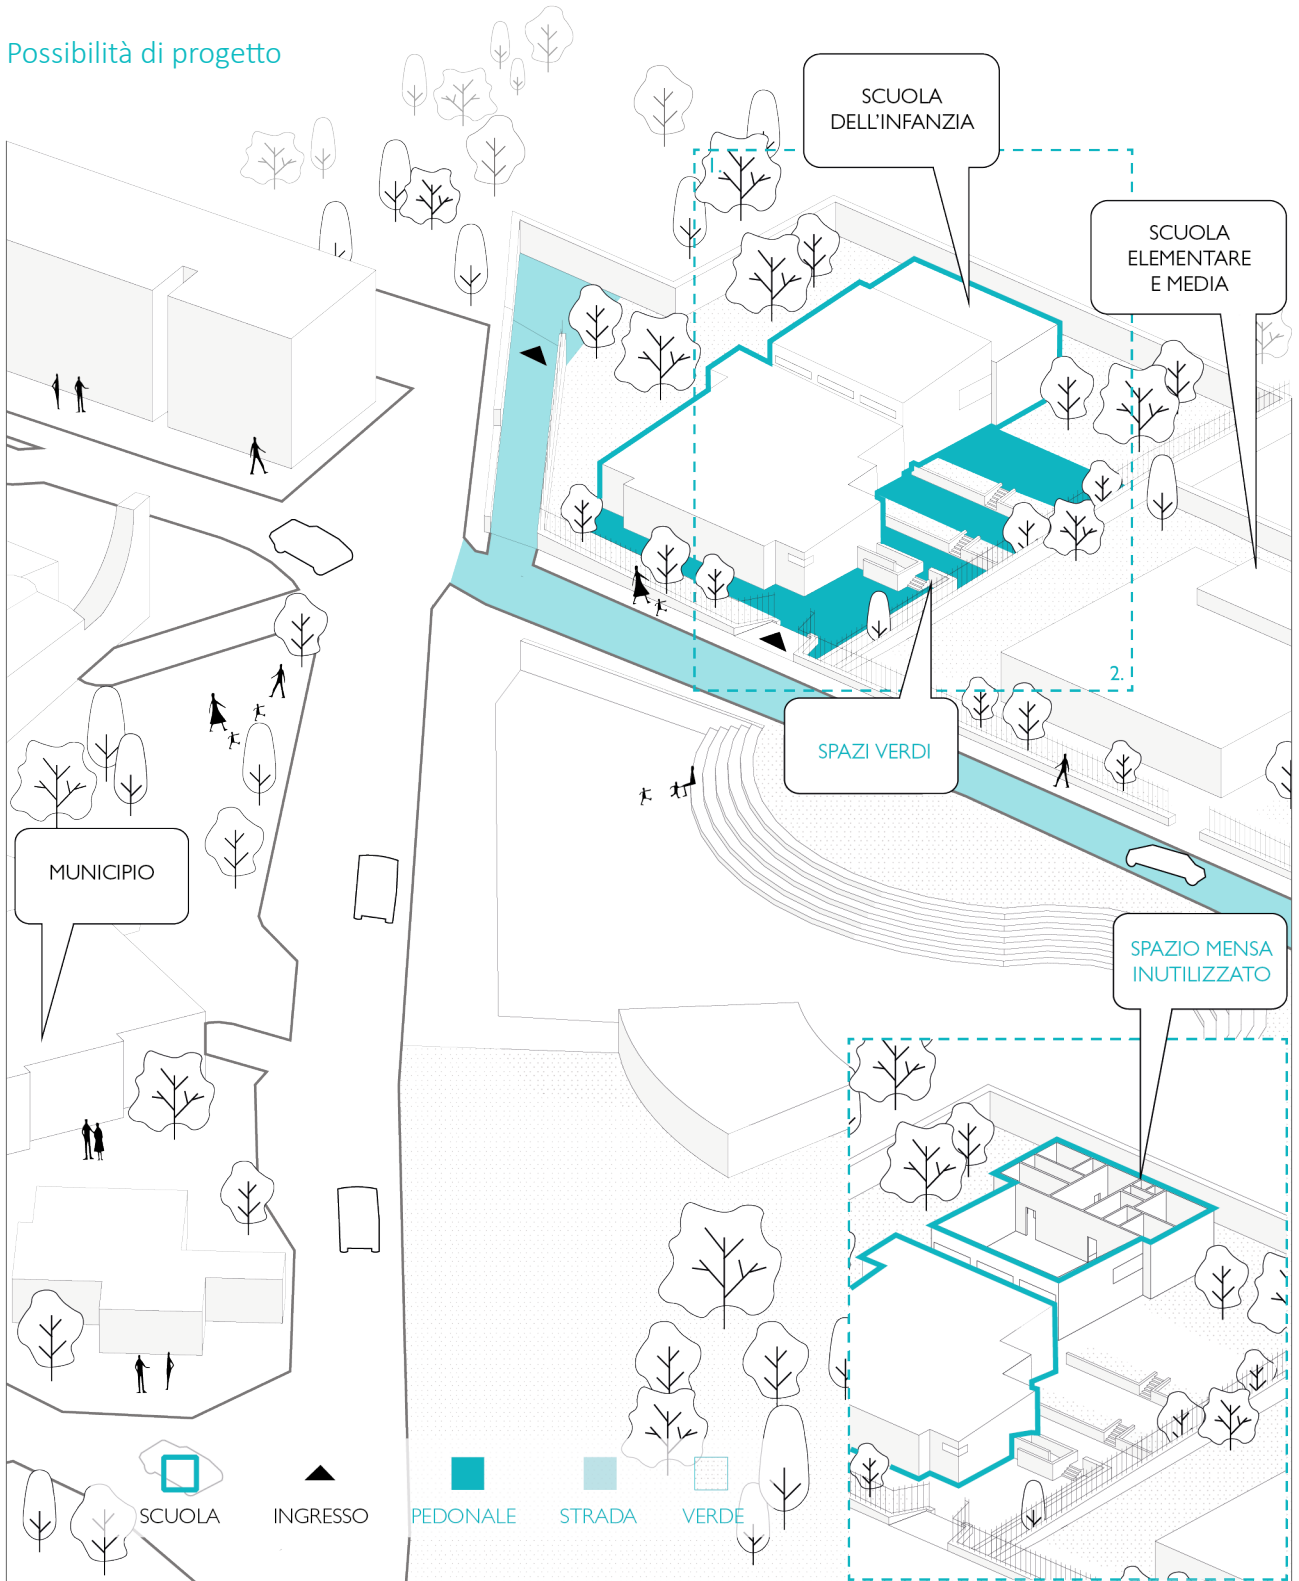 Possibilità di progetto
SCUOLA
DELL'INFANZIA
1.
SCUOLA
ELEMENTARE
E MEDIA
2.
SPAZI VERDI
MUNICIPIO
SPAZIO MENSA
INUTILIZZATO
SCUOLA
INGRESSO
PEDONALE
STRADA
VERDE